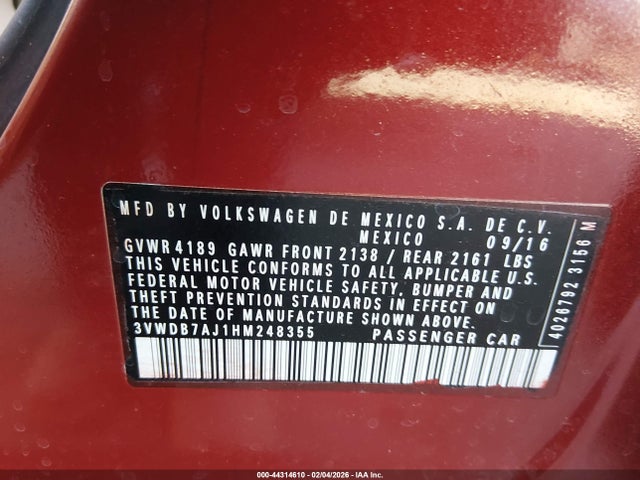 MFD BY VOLKSWAGEN DE MEXICO S.A. DE C.V.
MEXICO 09/16
GVWR 4189 GAWR FRONT 2138 / REAR 2161 LBS
THIS VEHICLE CONFORMS TO ALL APPLICABLE U.S.
FEDERAL MOTOR VEHICLE SAFETY, BUMPER AND
THEFT PREVENTION STANDARDS IN EFFECT ON
THE DATE OF MANUFACTURE SHOWN ABOVE.
3VWDB7AJ1HM248355 PASSENGER CAR
4026792 3156 M
000-44314610 - 02/04/2026 - IAA Inc.